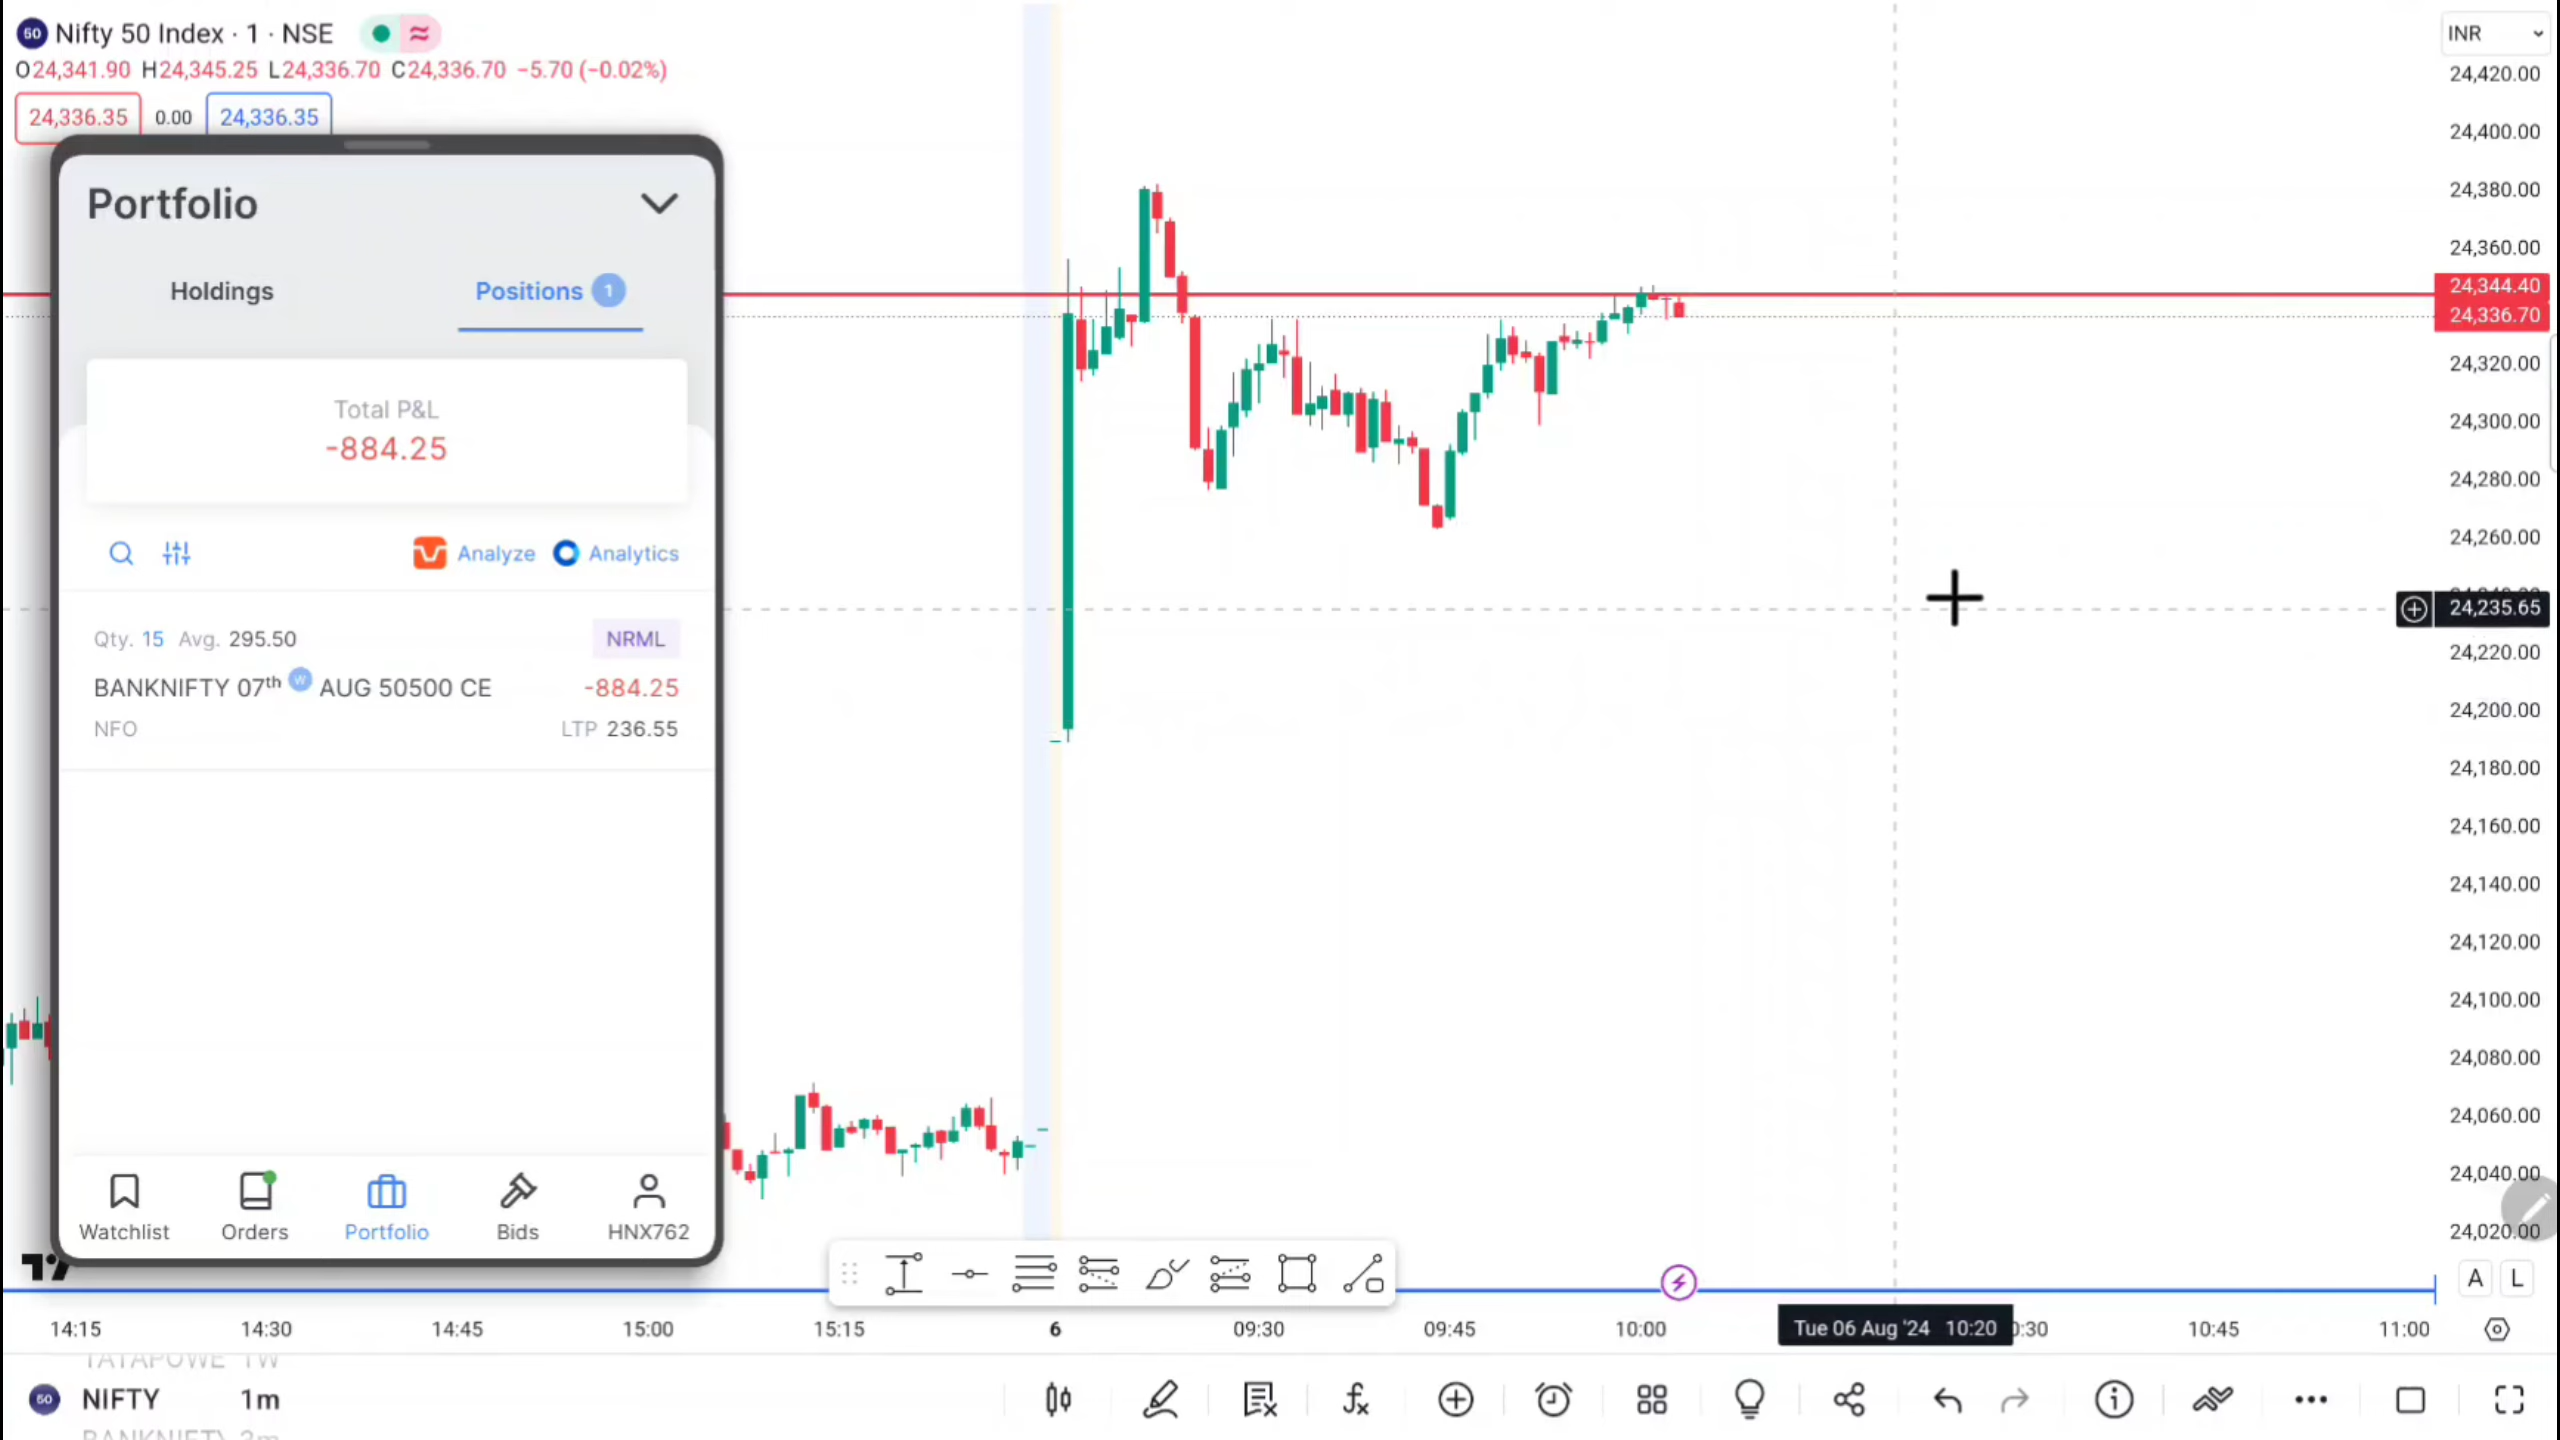 60 Nifty 50 Index · 1 · NSE
O24,341.90 H24,345.25 L24,336.70 C24,336.70 −5.70 (−0.02%)
24,336.35 0.00 24,336.35
INR
Portfolio
Holdings
Positions 1
Total P&L
-884.25
Analyze
Analytics
Qty. 15 Avg. 295.50
NRML
BANKNIFTY 07th W AUG 50500 CE
-884.25
NFO
LTP 236.55
Watchlist
Orders
Portfolio
Bids
HNX762
24,420.00
24,400.00
24,380.00
24,360.00
24,344.40
24,336.70
24,320.00
24,300.00
24,280.00
24,260.00
24,235.65
24,220.00
24,200.00
24,180.00
24,160.00
24,140.00
24,120.00
24,100.00
24,080.00
24,060.00
24,040.00
24,020.00
A L
14:15 14:30 14:45 15:00 15:15 6 09:30 09:45 10:00 Tue 06 Aug '24 10:20 0:30 10:45 11:00
TATAPOWE 1W
60 NIFTY 1m
BANKNIFTY 3m